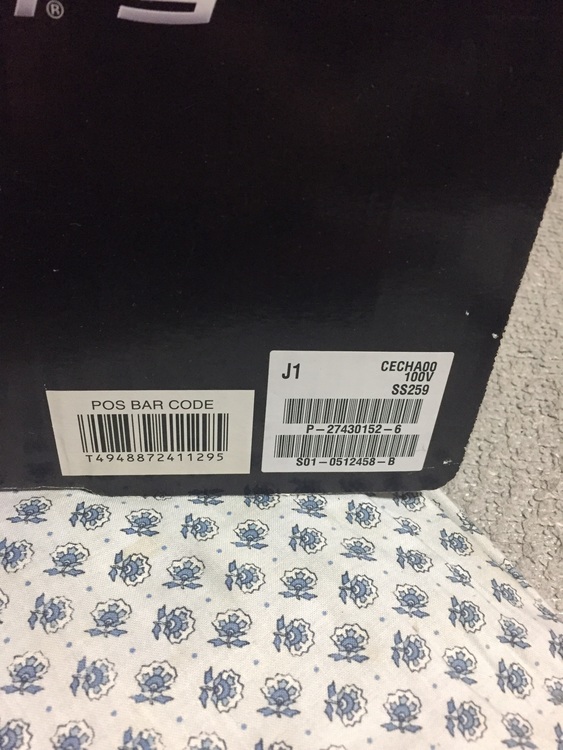 ®
POS BAR CODE
T4948872411295
J1
CECHA00
100V
SS259
P-27430152-6
S01-0512458-B